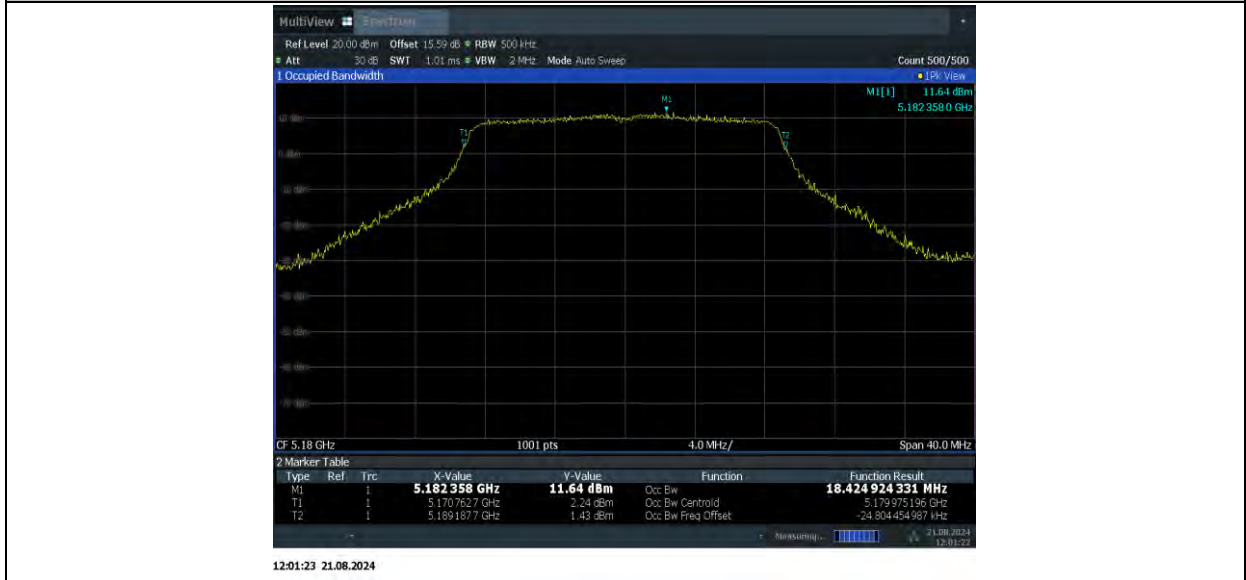 MultiView Spectrum
Ref Level 20.00 dBm Offset 15.59 dB RBW 500 kHz
Att 30 dB SWT 1.01 ms VBW 2 MHz Mode Auto Sweep Count 500/500
1 Occupied Bandwidth 1Pk View
M1[1] 11.64 dBm
5.182 358 0 GHz
M1
T1
T2
CF 5.18 GHz 1001 pts 4.0 MHz/ Span 40.0 MHz
2 Marker Table
Type Ref Trc X-Value Y-Value Function Function Result
M1 1 5.182 358 GHz 11.64 dBm Occ Bw 18.424 924 331 MHz
T1 1 5.170 762 7 GHz 2.24 dBm Occ Bw Centroid 5.179 975 196 GHz
T2 1 5.189 187 7 GHz 1.43 dBm Occ Bw Freq Offset -24.804 454 987 kHz
Measuring... 21.08.2024
12:01:22
12:01:23 21.08.2024